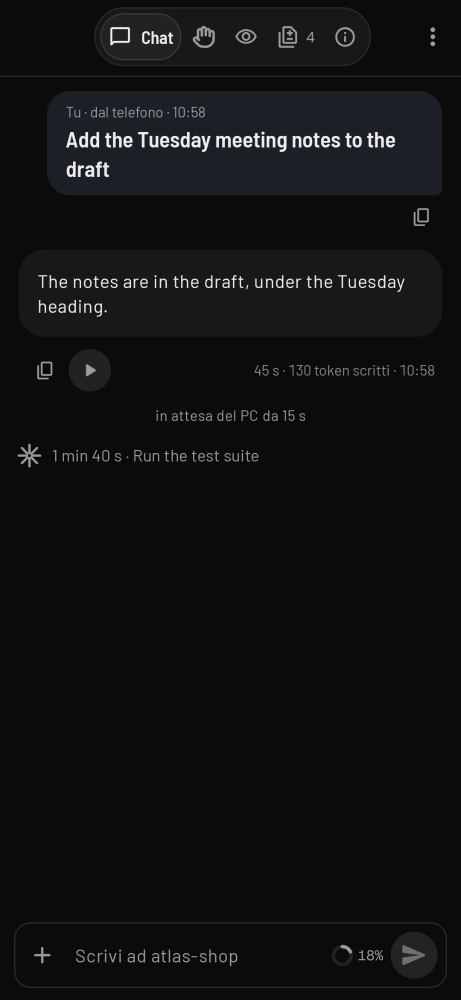 Chat
4
Tu · dal telefono · 10:58
Add the Tuesday meeting notes to the
draft
The notes are in the draft, under the Tuesday
heading.
45 s · 130 token scritti · 10:58
in attesa del PC da 15 s
1 min 40 s · Run the test suite
Scrivi ad atlas-shop
18%